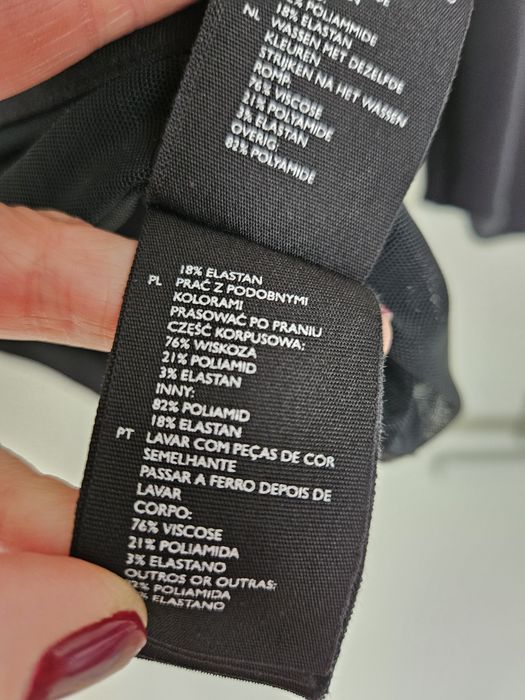 POLIAMMIDE
18% ELASTAN
NL WASSEN MET DEZELFDE
KLEUREN
STRIJKEN NA HET WASSEN
ROMP:
76% VISCOSE
21% POLYAMIDE
3% ELASTAN
OVERIG:
82% POLYAMIDE
18% ELASTAN
PL PRAĆ Z PODOBNYMI
KOLORAMI
PRASOWAĆ PO PRANIU
CZĘŚĆ KORPUSOWA:
76% WISKOZA
21% POLIAMID
3% ELASTAN
INNY:
82% POLIAMID
18% ELASTAN
PT LAVAR COM PEÇAS DE COR
SEMELHANTE
PASSAR A FERRO DEPOIS DE
LAVAR
CORPO:
76% VISCOSE
21% POLIAMIDA
3% ELASTANO
OUTROS OR OUTRAS:
POLIAMIDA
ELASTANO